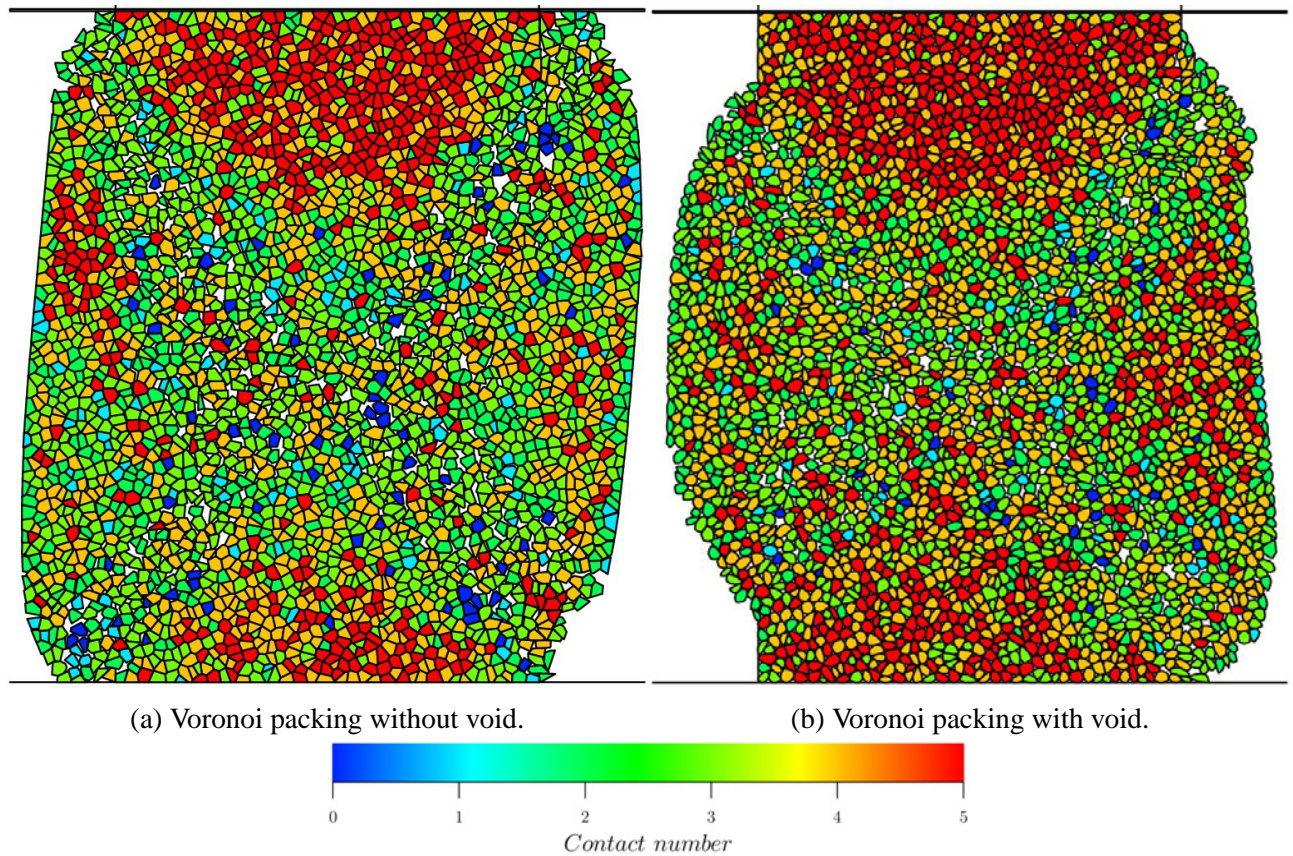 (a) Voronoi packing without void.
(b) Voronoi packing with void.
0 1 2 3 4 5
Contact number